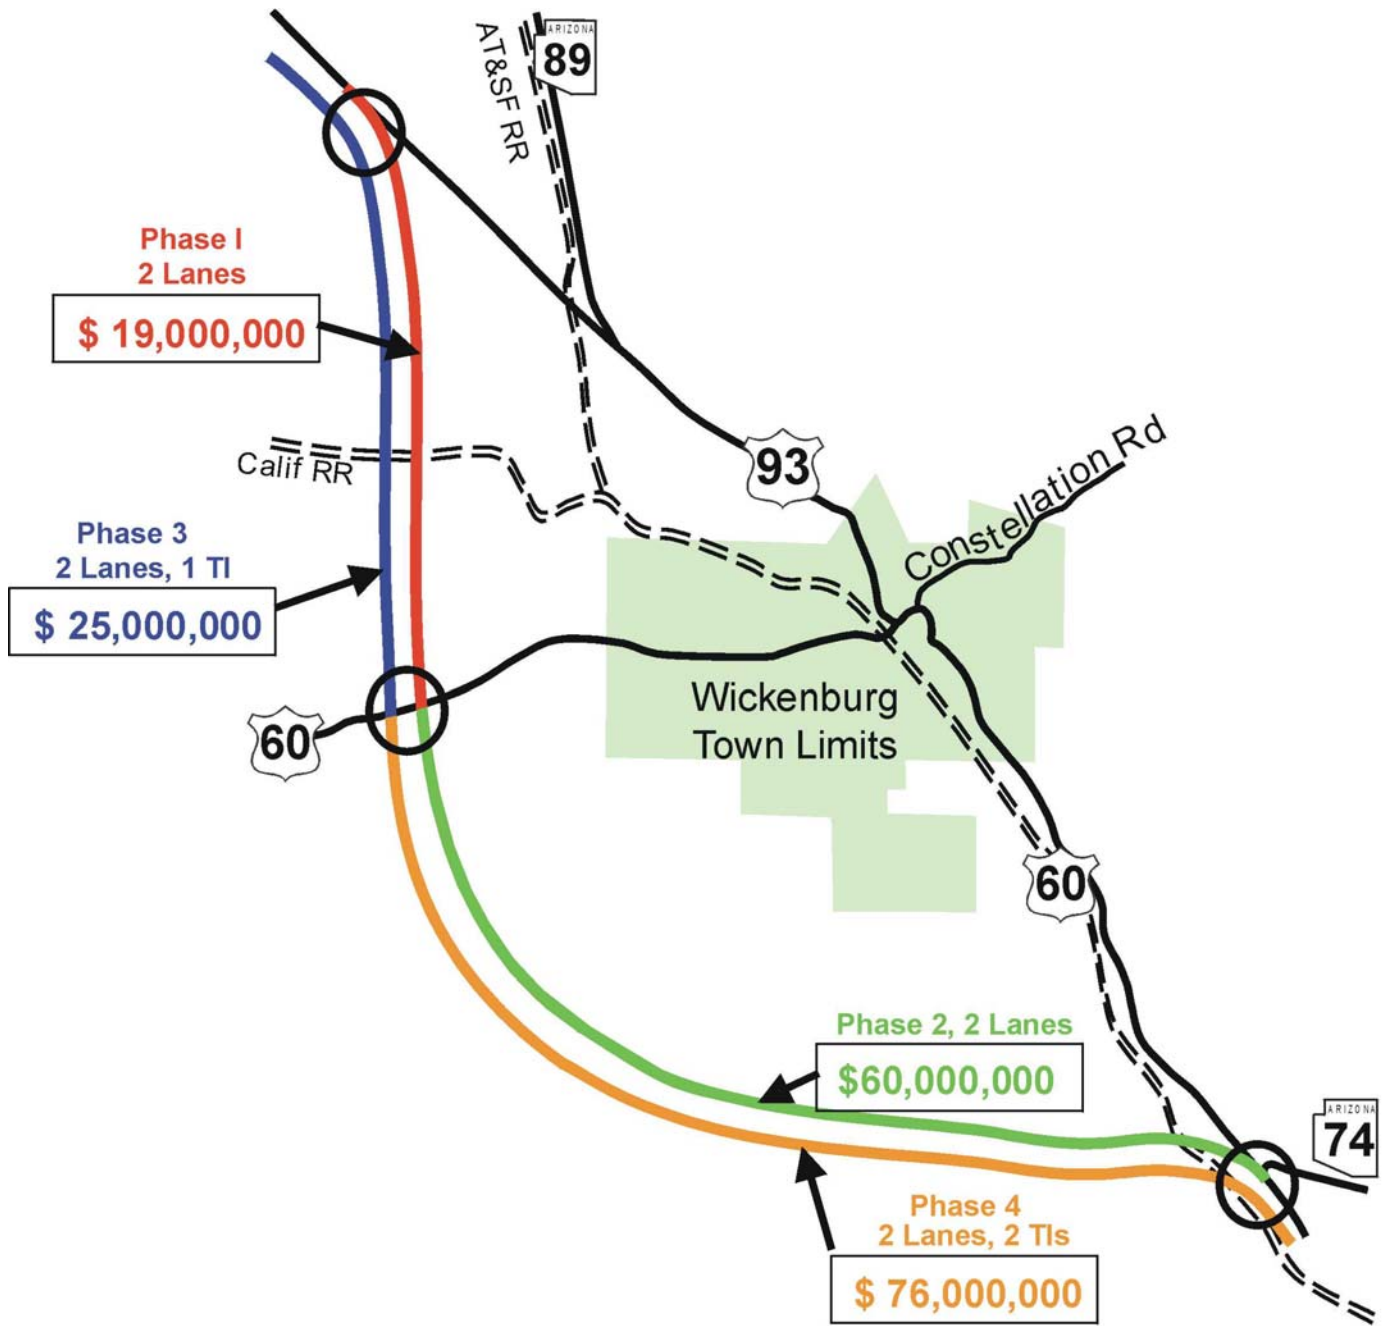 ARIZONA
89
AT&SF RR
Phase I
2 Lanes
$ 19,000,000
93
Constellation Rd
Calif RR
Phase 3
2 Lanes, 1 TI
$ 25,000,000
60
Wickenburg
Town Limits
60
Phase 2, 2 Lanes
$60,000,000
ARIZONA
74
Phase 4
2 Lanes, 2 TIs
$ 76,000,000